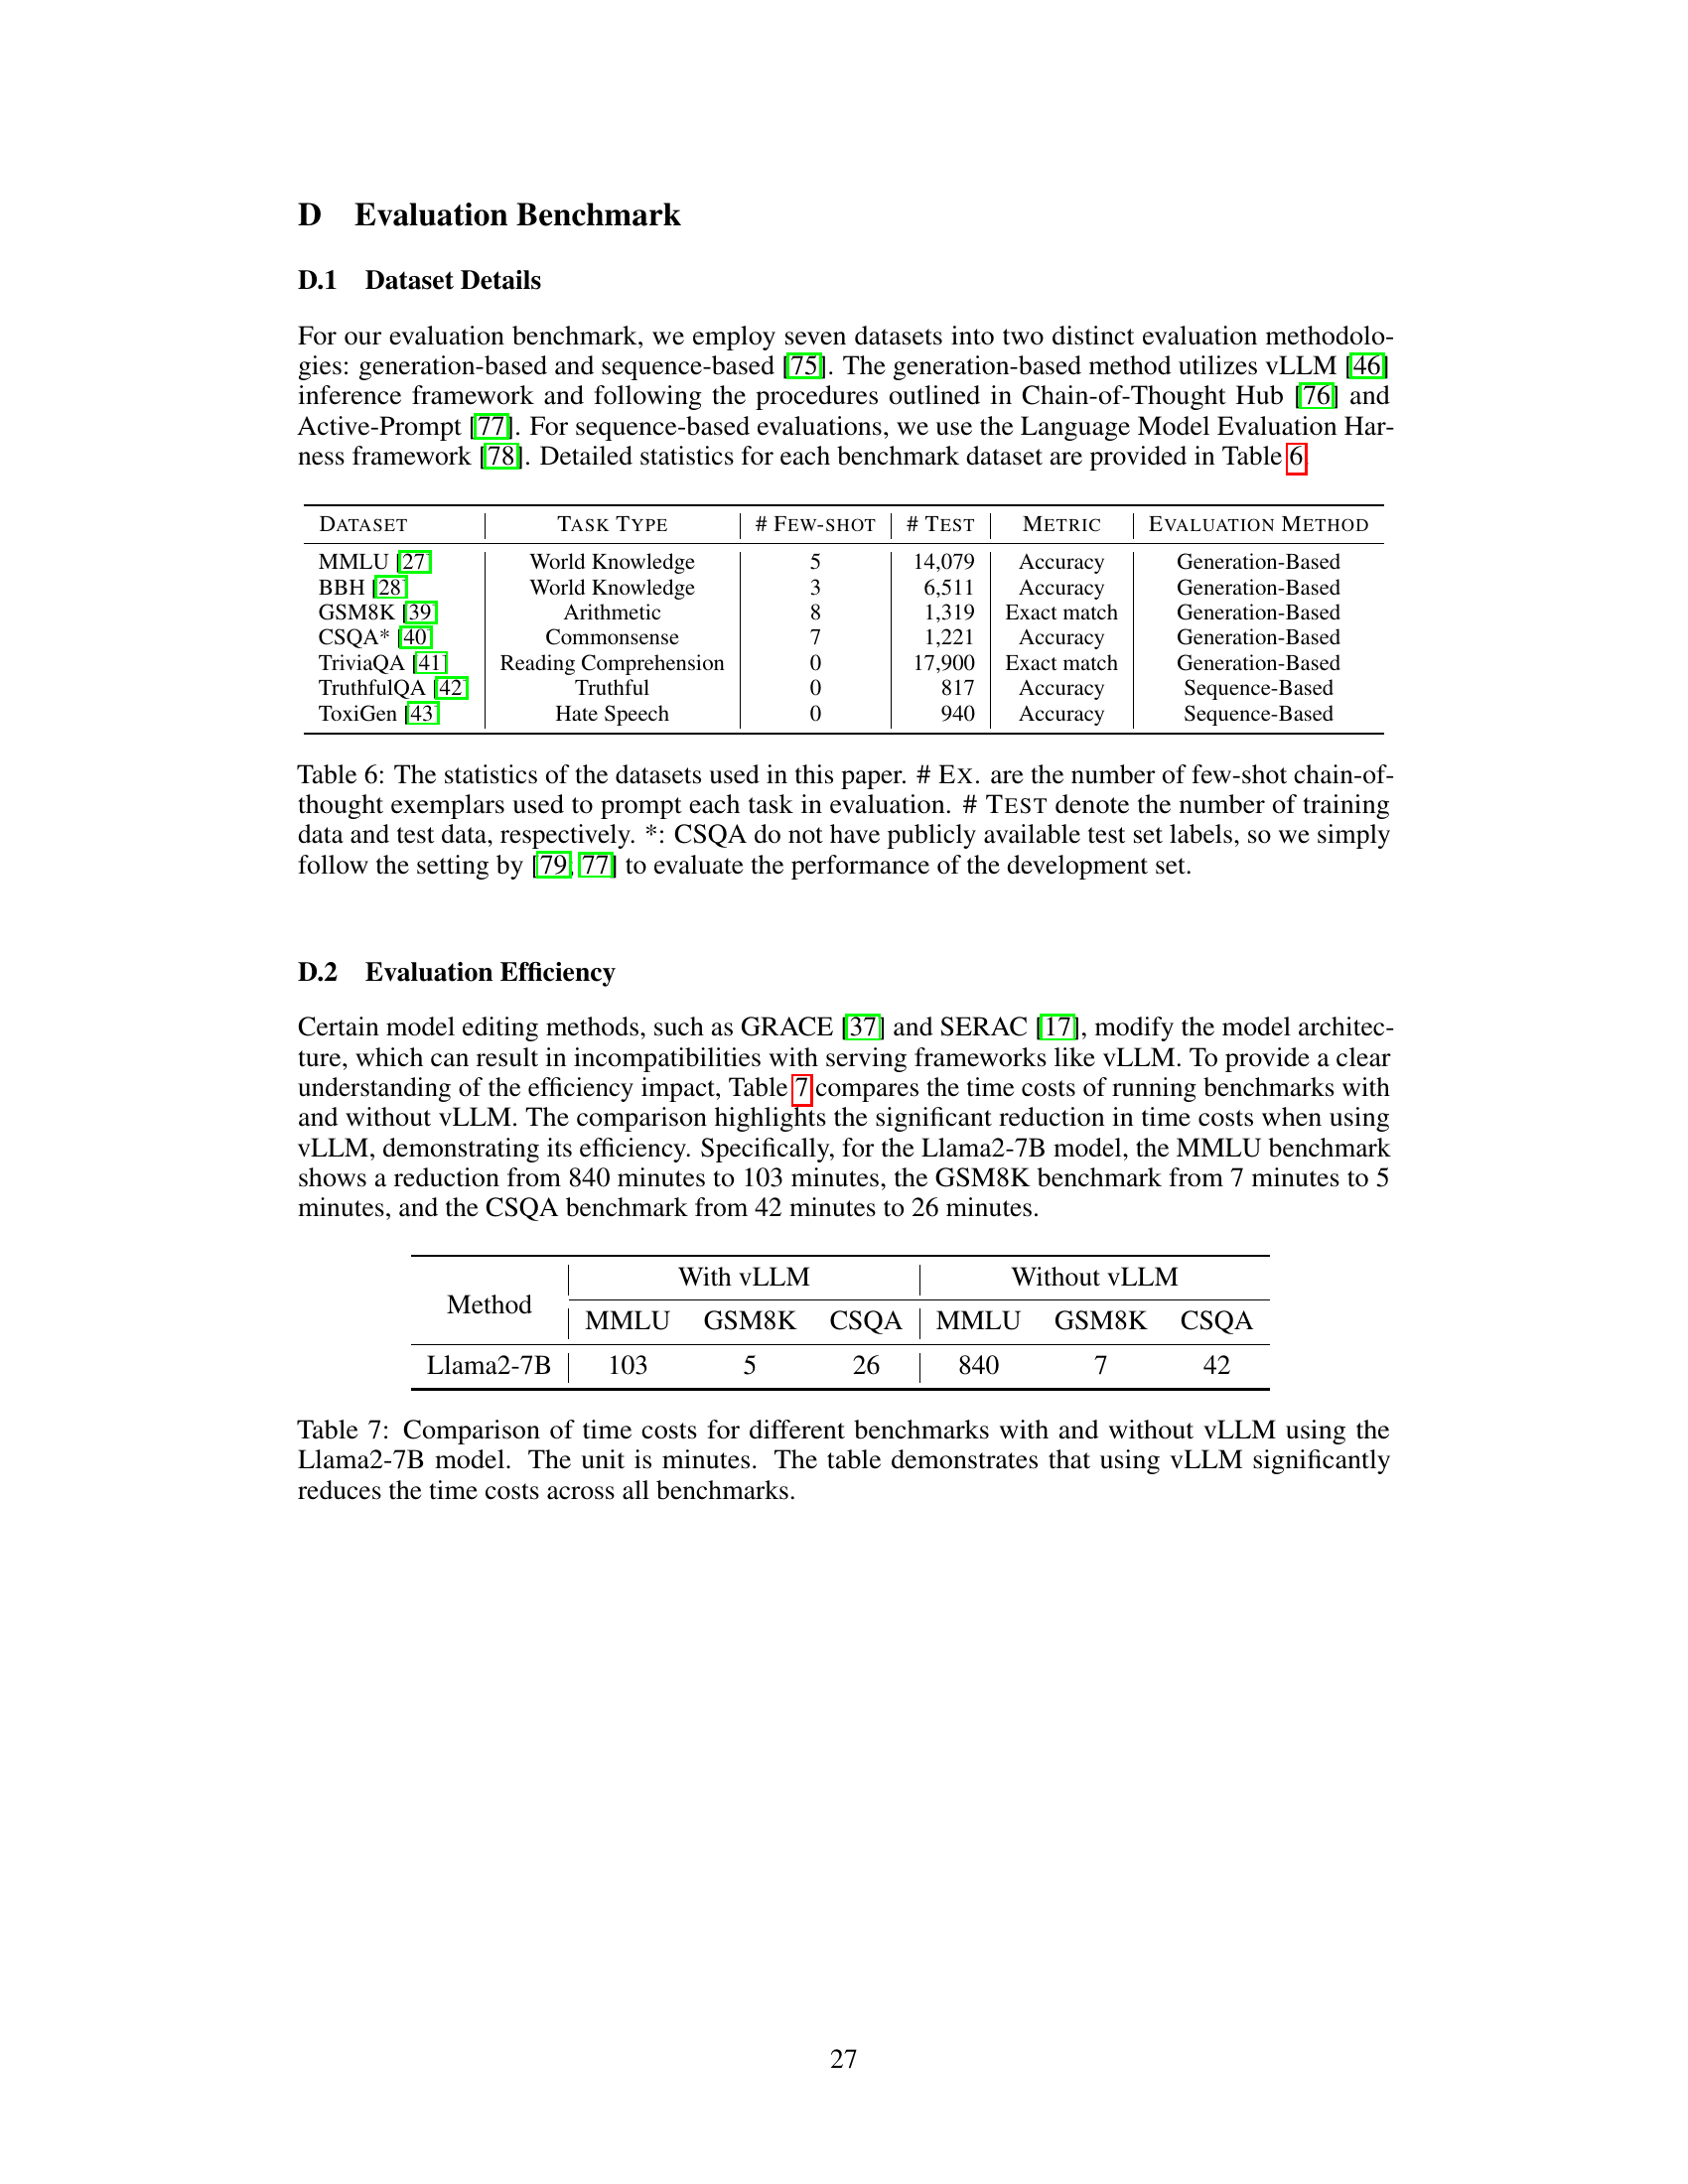 D Evaluation Benchmark
D.1 Dataset Details
For our evaluation benchmark, we employ seven datasets into two distinct evaluation methodolo-
gies: generation-based and sequence-based [75]. The generation-based method utilizes vLLM [46]
inference framework and following the procedures outlined in Chain-of-Thought Hub [76] and
Active-Prompt [77]. For sequence-based evaluations, we use the Language Model Evaluation Har-
ness framework [78]. Detailed statistics for each benchmark dataset are provided in Table 6.
DATASET TASK TYPE # FEW-SHOT # TEST METRIC EVALUATION METHOD
MMLU [27] World Knowledge 5 14,079 Accuracy Generation-Based
BBH [28] World Knowledge 3 6,511 Accuracy Generation-Based
GSM8K [39] Arithmetic 8 1,319 Exact match Generation-Based
CSQA* [40] Commonsense 7 1,221 Accuracy Generation-Based
TriviaQA [41] Reading Comprehension 0 17,900 Exact match Generation-Based
TruthfulQA [42] Truthful 0 817 Accuracy Sequence-Based
ToxiGen [43] Hate Speech 0 940 Accuracy Sequence-Based
Table 6: The statistics of the datasets used in this paper. # EX. are the number of few-shot chain-of-
thought exemplars used to prompt each task in evaluation. # TEST denote the number of training
data and test data, respectively. *: CSQA do not have publicly available test set labels, so we simply
follow the setting by [79, 77] to evaluate the performance of the development set.
D.2 Evaluation Efficiency
Certain model editing methods, such as GRACE [37] and SERAC [17], modify the model architec-
ture, which can result in incompatibilities with serving frameworks like vLLM. To provide a clear
understanding of the efficiency impact, Table 7 compares the time costs of running benchmarks with
and without vLLM. The comparison highlights the significant reduction in time costs when using
vLLM, demonstrating its efficiency. Specifically, for the Llama2-7B model, the MMLU benchmark
shows a reduction from 840 minutes to 103 minutes, the GSM8K benchmark from 7 minutes to 5
minutes, and the CSQA benchmark from 42 minutes to 26 minutes.
With vLLM Without vLLM
Method
MMLU GSM8K CSQA MMLU GSM8K CSQA
Llama2-7B 103 5 26 840 7 42
Table 7: Comparison of time costs for different benchmarks with and without vLLM using the
Llama2-7B model. The unit is minutes. The table demonstrates that using vLLM significantly
reduces the time costs across all benchmarks.
27